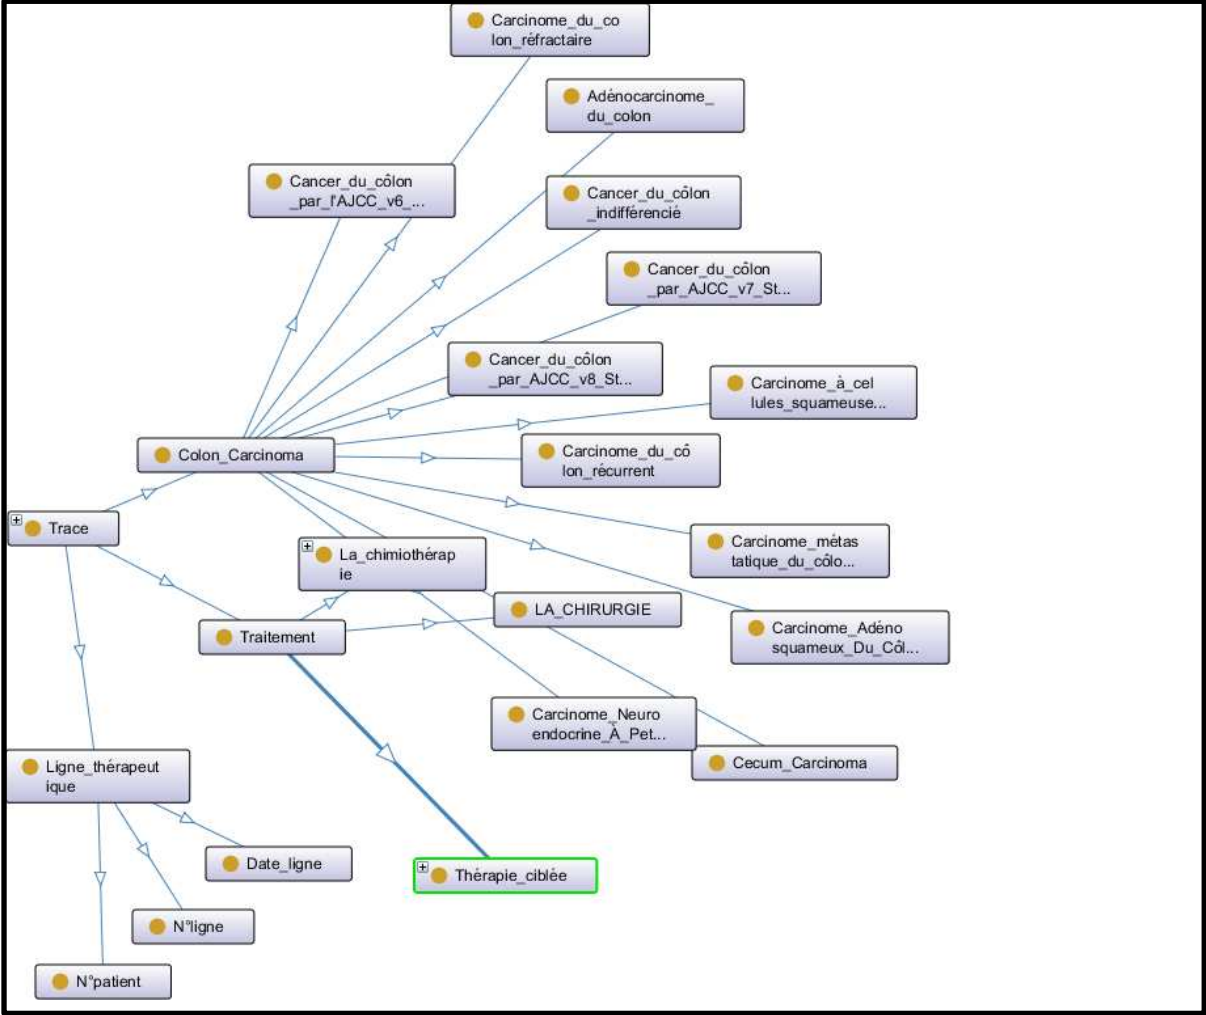 Carcinome_du_co
lon_réfractaire
Adénocarcinome_
du_colon
Cancer_du_côlon
_par_l'AJCC_v6_...
Cancer_du_côlon
_indifférencié
Cancer_du_côlon
_par_AJCC_v7_St...
Cancer_du_côlon
_par_AJCC_v8_St...
Carcinome_à_cel
lules_squameuse...
Colon_Carcinoma
Carcinome_du_cô
lon_récurrent
Trace
Carcinome_métas
tatique_du_côlo...
La_chimiothérap
ie
LA_CHIRURGIE
Traitement
Carcinome_Adéno
squameux_Du_Côl...
Carcinome_Neuro
endocrine_À_Pet...
Cecum_Carcinoma
Ligne_thérapeut
ique
Date_ligne
Thérapie_ciblée
N°ligne
N°patient